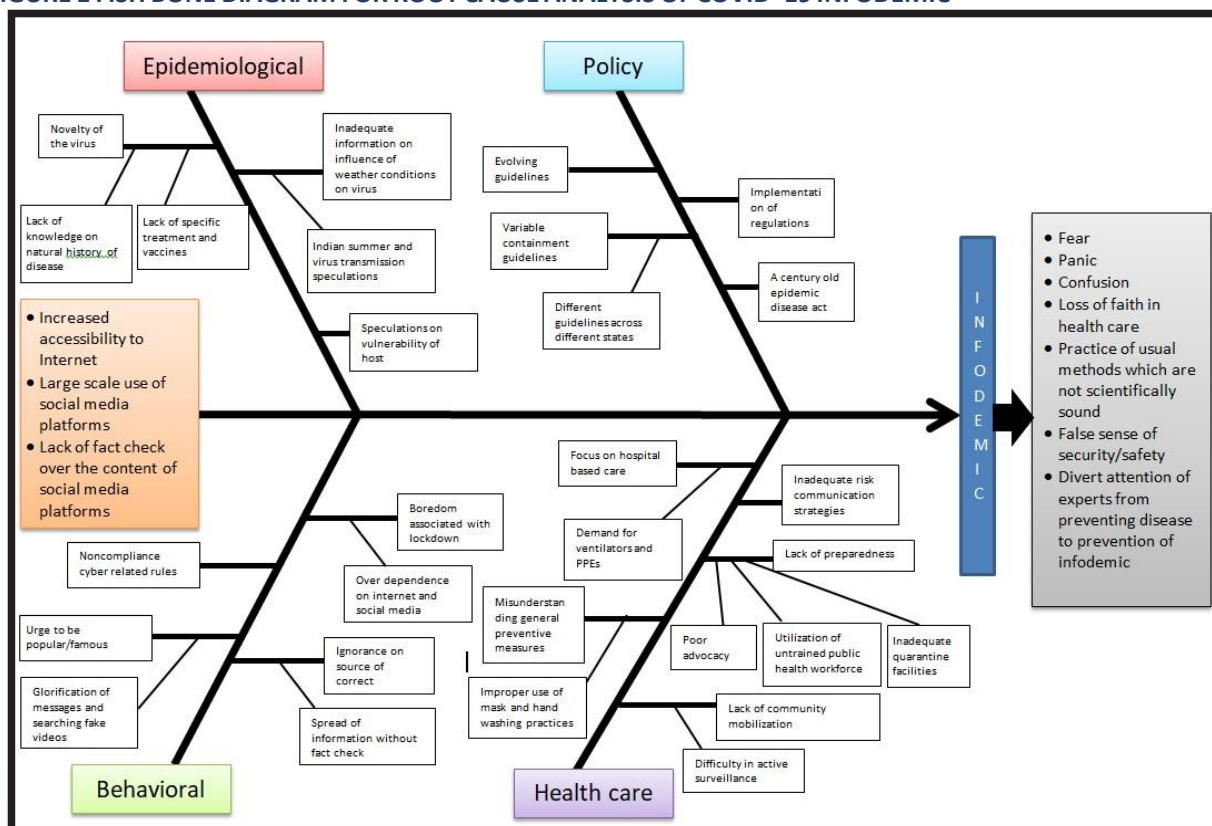 FIGURE 1 FISH BONE DIAGRAM FOR ROOT CAUSE ANALYSIS OF COVID -19 INFODEMIC
Epidemiological
Policy
Novelty of
the virus
Inadequate
information on
influence of
weather conditions
on virus
Lack of
knowledge on
natural history of
disease
Lack of specific
treatment and
vaccines
Indian summer and
virus transmission
speculations
Speculations on
vulnerability of
host
Evolving
guidelines
Implementati
on of
regulations
Variable
containment
guidelines
A century old
epidemic
disease act
Different
guidelines across
different states
• Increased
accessibility to
Internet
• Large scale use of
social media
platforms
• Lack of fact check
over the content of
social media
platforms
I
N
F
O
D
E
M
I
C
• Fear
• Panic
• Confusion
• Loss of faith in
health care
• Practice of usual
methods which are
not scientifically
sound
• False sense of
security/safety
• Divert attention of
experts from
preventing disease
to prevention of
infodemic
Boredom
associated with
lockdown
Noncompliance
cyber related rules
Over dependence
on internet and
social media
Urge to be
popular/famous
Ignorance on
source of
correct
Glorification of
messages and
searching fake
videos
Spread of
information without
fact check
Focus on hospital
based care
Inadequate risk
communication
strategies
Demand for
ventilators and
PPEs
Lack of preparedness
Misunderstan
ding general
preventive
measures
Poor
advocacy
Utilization of
untrained public
health workforce
Inadequate
quarantine
facilities
Improper use of
mask and hand
washing practices
Lack of community
mobilization
Difficulty in active
surveillance
Behavioral
Health care